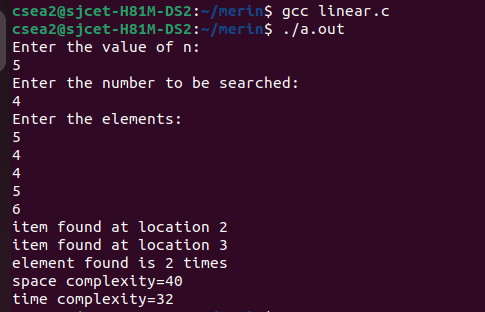 csea2@sjcet-H81M-DS2:~/merin$ gcc linear.c
csea2@sjcet-H81M-DS2:~/merin$ ./a.out
Enter the value of n:
5
Enter the number to be searched:
4
Enter the elements:
5
4
4
5
6
item found at location 2
item found at location 3
element found is 2 times
space complexity=40
time complexity=32